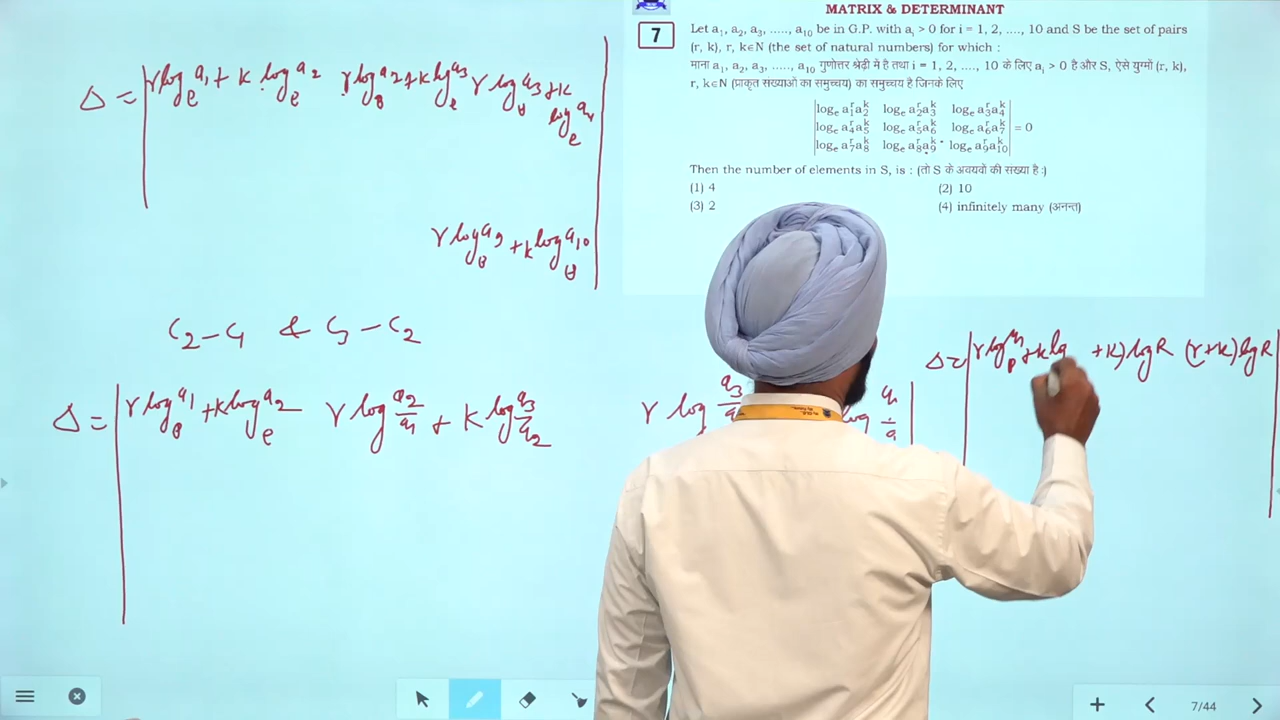 MATRIX & DETERMINANT
7
Let a₁, a₂, a₃, ....., a₁₀ be in G.P. with aᵢ > 0 for i = 1, 2, ...., 10 and S be the set of pairs
(r, k), r, k∈N (the set of natural numbers) for which :
माना a₁, a₂, a₃, ....., a₁₀ गुणोत्तर श्रेढ़ी में है तथा i = 1, 2, ...., 10 के लिए aᵢ > 0 है और S, ऐसे युग्मों (r, k),
r, k∈N (प्राकृत संख्याओं का समुच्चय) का समुच्चय है जिनके लिए
|logₑ a₁ʳa₂ᵏ logₑ a₂ʳa₃ᵏ logₑ a₃ʳa₄ᵏ|
|logₑ a₄ʳa₅ᵏ logₑ a₅ʳa₆ᵏ logₑ a₆ʳa₇ᵏ| = 0
|logₑ a₇ʳa₈ᵏ logₑ a₈ʳa₉ᵏ logₑ a₉ʳa₁₀ᵏ|
Then the number of elements in S, is : (तो S के अवयवों की संख्या है :)
(1) 4 (2) 10
(3) 2 (4) infinitely many (अनन्त)
Δ = |r logₑ a₁ + k logₑ a₂ r logₑ a₂ + k logₑ a₃ r logₑ a₃ + k logₑ a₄|
r logₑ a₉ + k logₑ a₁₀
C₂ – C₁ & C₃ – C₂
Δ = |r logₑ a₁ + k logₑ a₂ r log a₂/a₁ + k log a₃/a₂ r log a₃/ log
Δ = |r logₑ a₁ + k log + k) log R (r+k) log R|
7/44